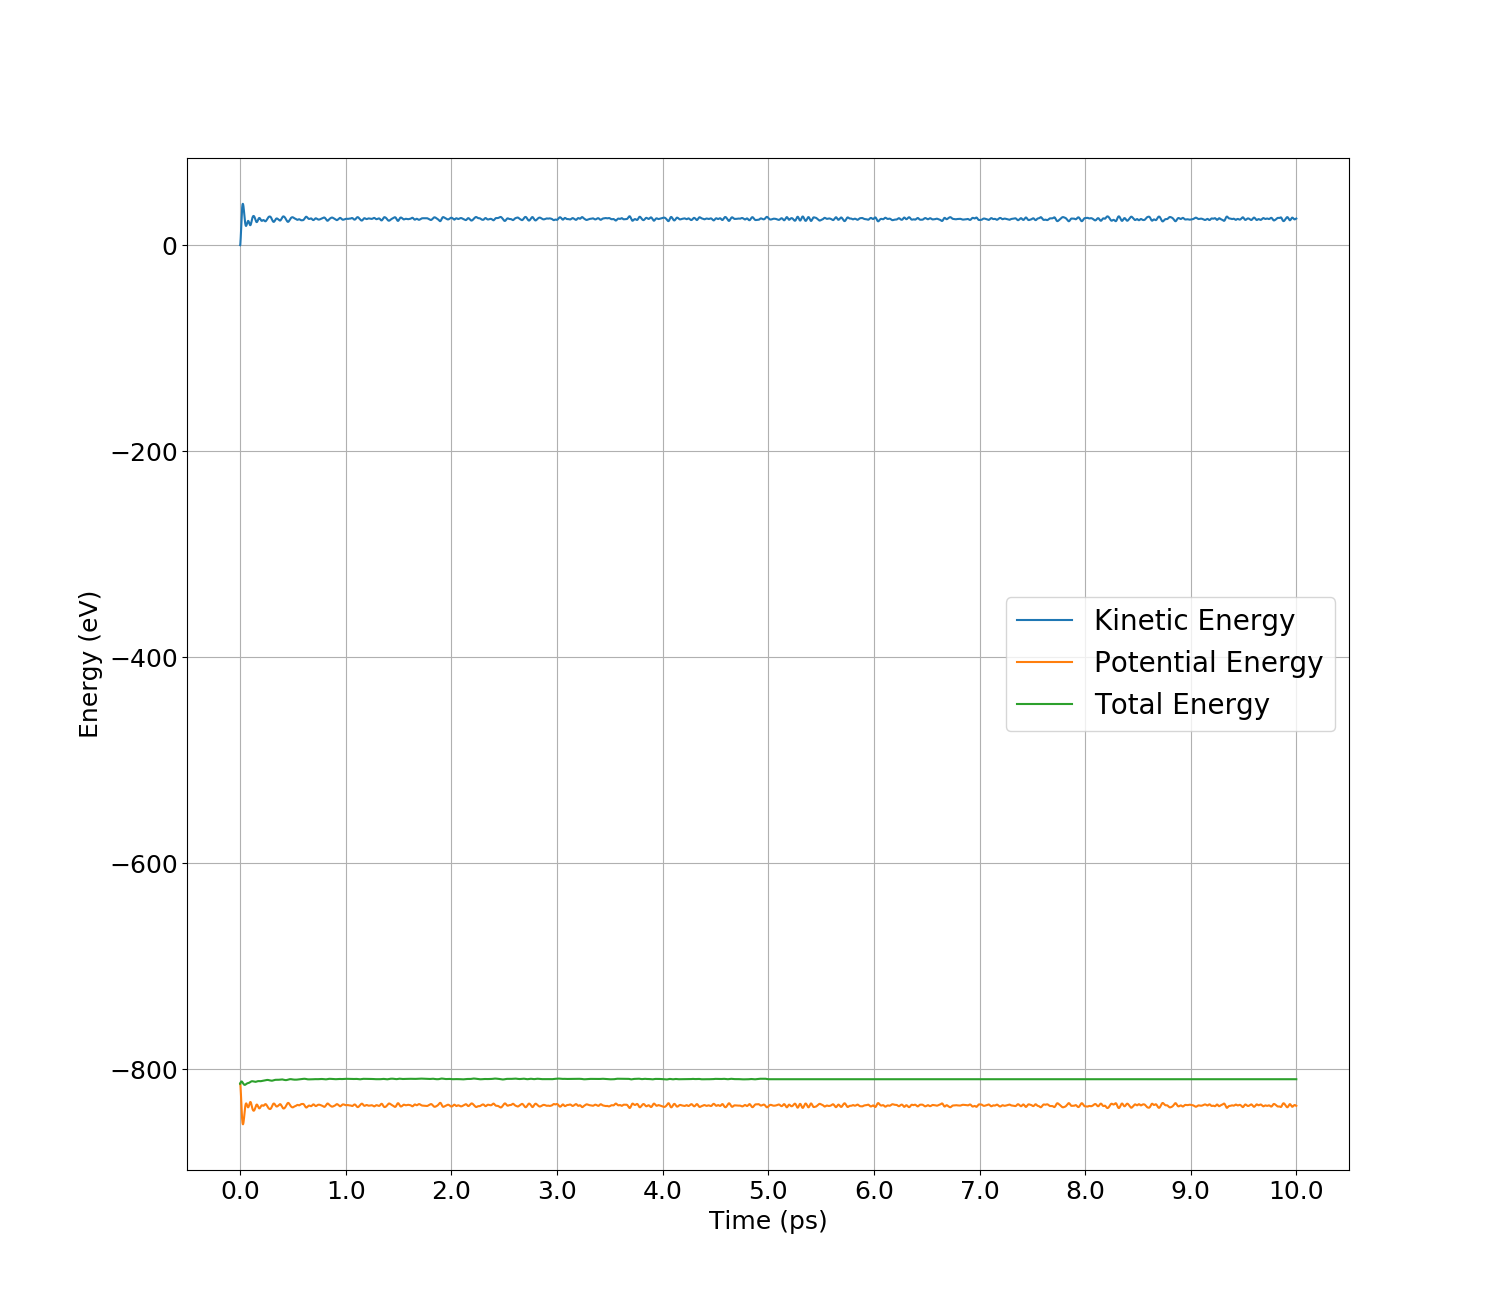 0
−200
−400
−600
−800
Energy (eV)
Kinetic Energy
Potential Energy
Total Energy
0.0 1.0 2.0 3.0 4.0 5.0 6.0 7.0 8.0 9.0 10.0
Time (ps)